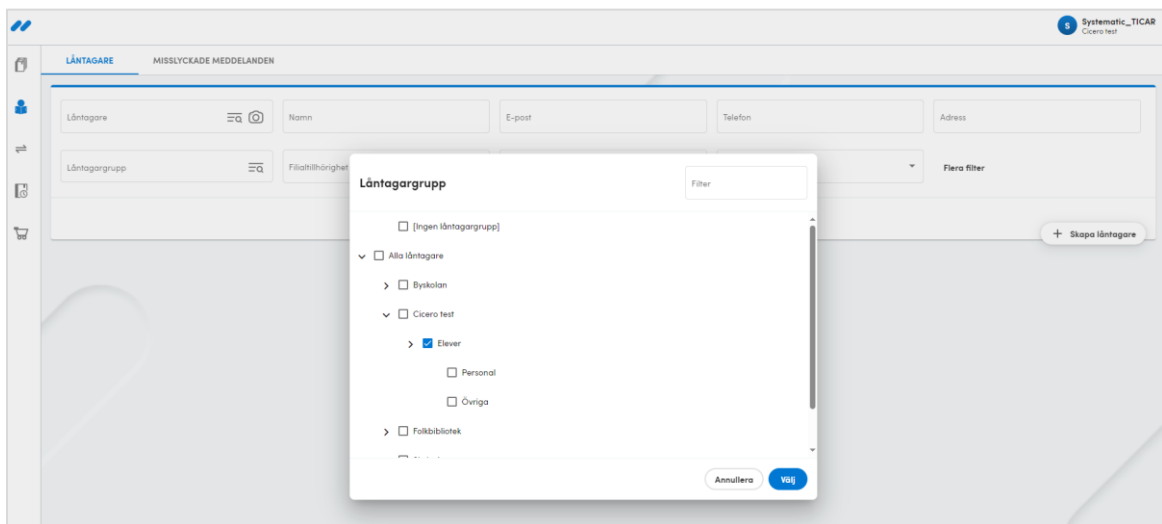 S
Systematic_TICAR
Cicero test
LÅNTAGARE
MISSLYCKADE MEDDELANDEN
Låntagare
Namn
E-post
Telefon
Adress
Låntagargrupp
Filialtillhörighet
Flera filter
Skapa låntagare
Låntagargrupp
Filter
[Ingen låntagargrupp]
Alla låntagare
Byskolan
Cicero test
Elever
Personal
Övriga
Folkbibliotek
Annullera
Välj